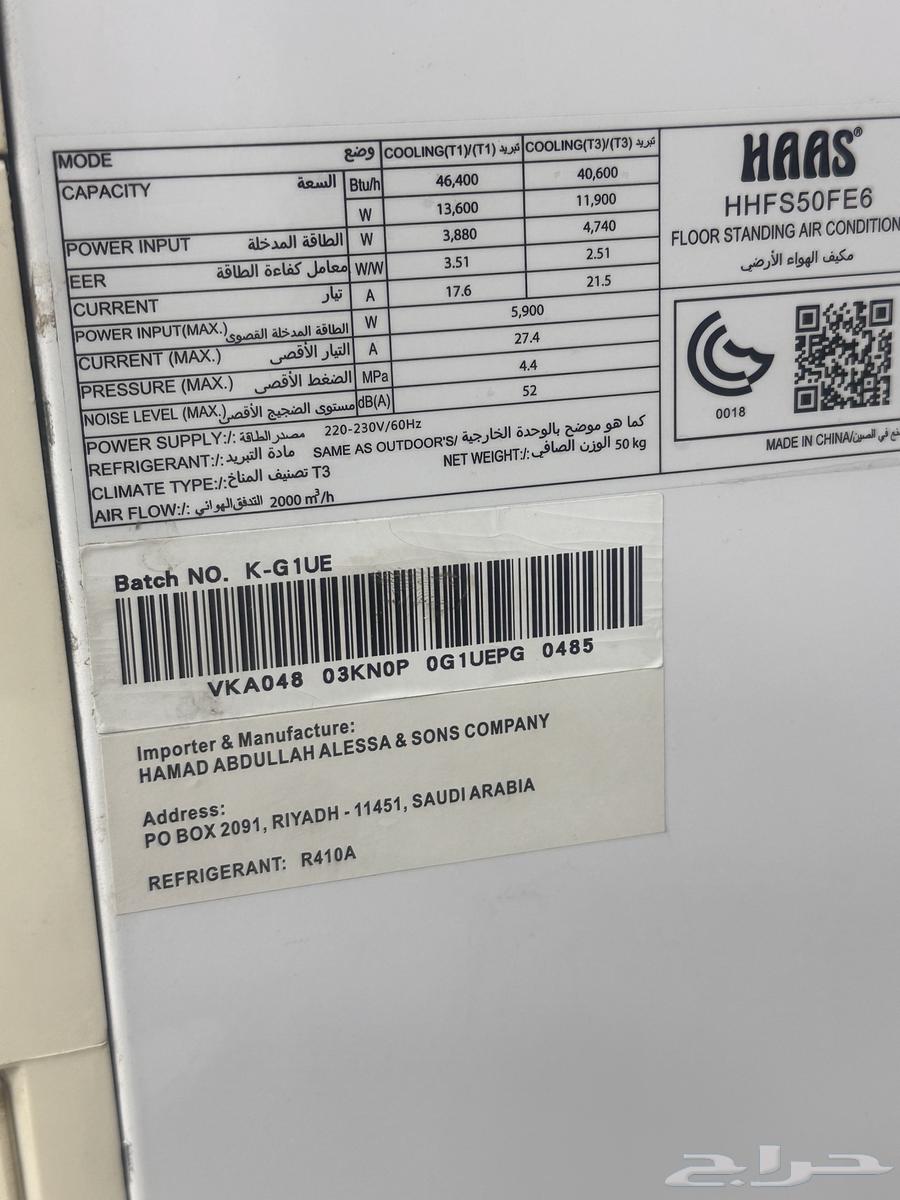 MODE وضع COOLING(T1)/(T1) تبريد COOLING(T3)/(T3) تبريد
CAPACITY السعة Btu/h 46,400 40,600
W 13,600 11,900
POWER INPUT الطاقة المدخلة W 3,880 4,740
EER معامل كفاءة الطاقة W/W 3.51 2.51
CURRENT تيار A 17.6 21.5
POWER INPUT(MAX.) الطاقة المدخلة القصوى W 5,900
CURRENT (MAX.) التيار الأقصى A 27.4
PRESSURE (MAX.) الضغط الأقصى MPa 4.4
NOISE LEVEL (MAX.) مستوى الضجيج الأقصى dB(A) 52
POWER SUPPLY:/: مصدر الطاقة 220-230V/60Hz
REFRIGERANT:/: مادة التبريد SAME AS OUTDOOR'S/ كما هو موضح بالوحدة الخارجية
CLIMATE TYPE:/: تصنيف المناخ T3 NET WEIGHT:/: الوزن الصافي 50 kg
AIR FLOW:/: التدفق الهوائي 2000 m³/h
HAAS®
HHFS50FE6
FLOOR STANDING AIR CONDITION
مكيف الهواء الأرضي
0018
MADE IN CHINA/ في الصين
Batch NO. K-G1UE
VKA048 03KN0P 0G1UEPG 0485
Importer & Manufacture:
HAMAD ABDULLAH ALESSA & SONS COMPANY
Address:
PO BOX 2091, RIYADH - 11451, SAUDI ARABIA
REFRIGERANT: R410A
حراج